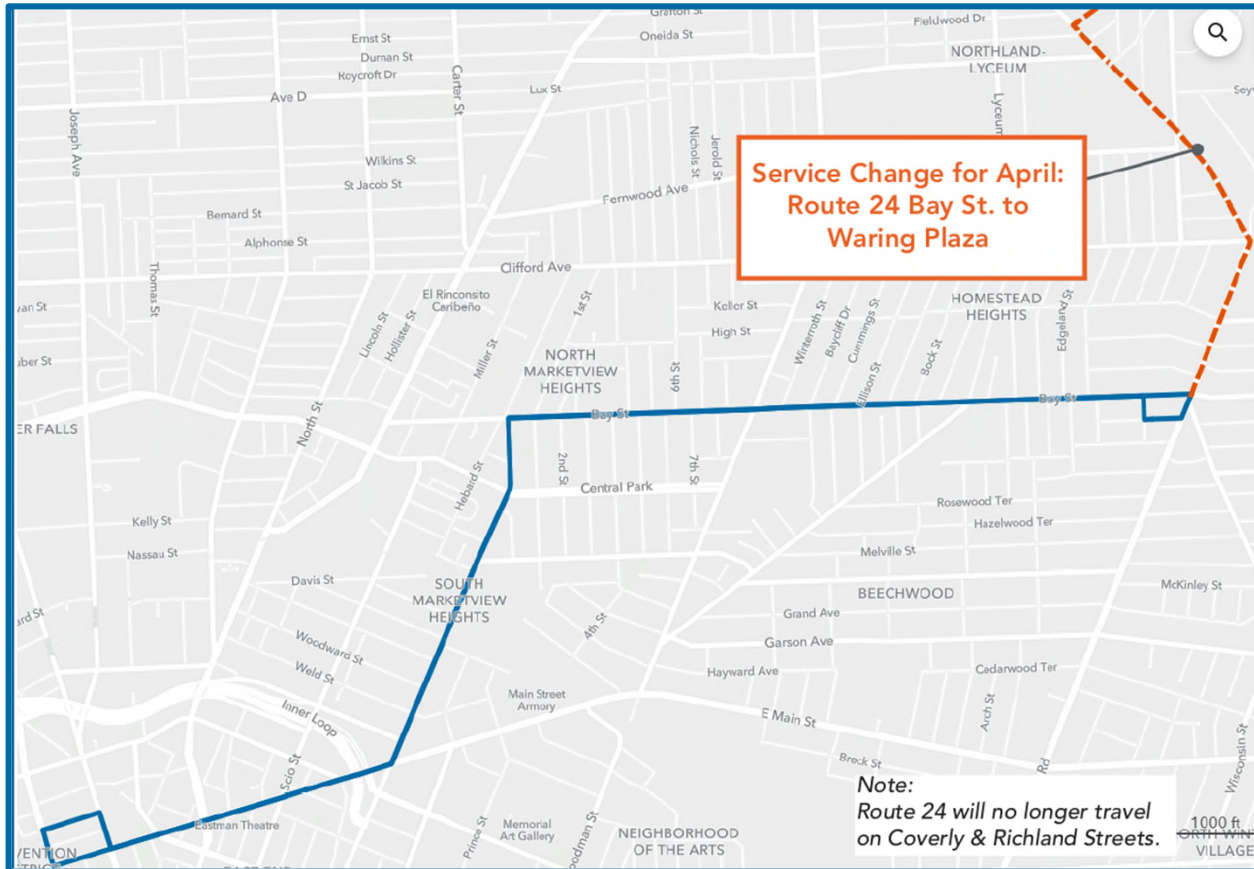 Grafton St
Fieldwood Dr
Ernst St
Oneida St
NORTHLAND-
LYCEUM
Durnan St
Roycroft Dr
Carter St
Lux St
Ave D
Joseph Ave
Lyceum
Nichols St
Jerold St
Service Change for April:
Route 24 Bay St. to
Waring Plaza
Wilkins St
St Jacob St
Fernwood Ave
Bernard St
Alphonse St
Clifford Ave
Thomas St
El Rinconsito
Caribeño
1st St
Keller St
High St
HOMESTEAD
HEIGHTS
Edgeland St
Lincoln St
Hollister St
Miller St
NORTH
MARKETVIEW
HEIGHTS
6th St
Winterroth St
Baycliff Dr
Cummings St
Ellison St
Bock St
Bay St
Bay St
ER FALLS
North St
Hebard St
2nd St
7th St
Central Park
Rosewood Ter
Hazelwood Ter
Kelly St
Nassau St
Melville St
Davis St
SOUTH
MARKETVIEW
HEIGHTS
BEECHWOOD
McKinley St
4th St
Grand Ave
Garson Ave
Woodward St
Weld St
Hayward Ave
Cedarwood Ter
Main Street
Armory
Inner Loop
E Main St
Arch St
Scio St
Breck St
Rd
Wisconsin St
Note:
Route 24 will no longer travel
on Coverly & Richland Streets.
1000 ft
Eastman Theatre
Prince St
Memorial
Art Gallery
NEIGHBORHOOD
OF THE ARTS
VILLAGE